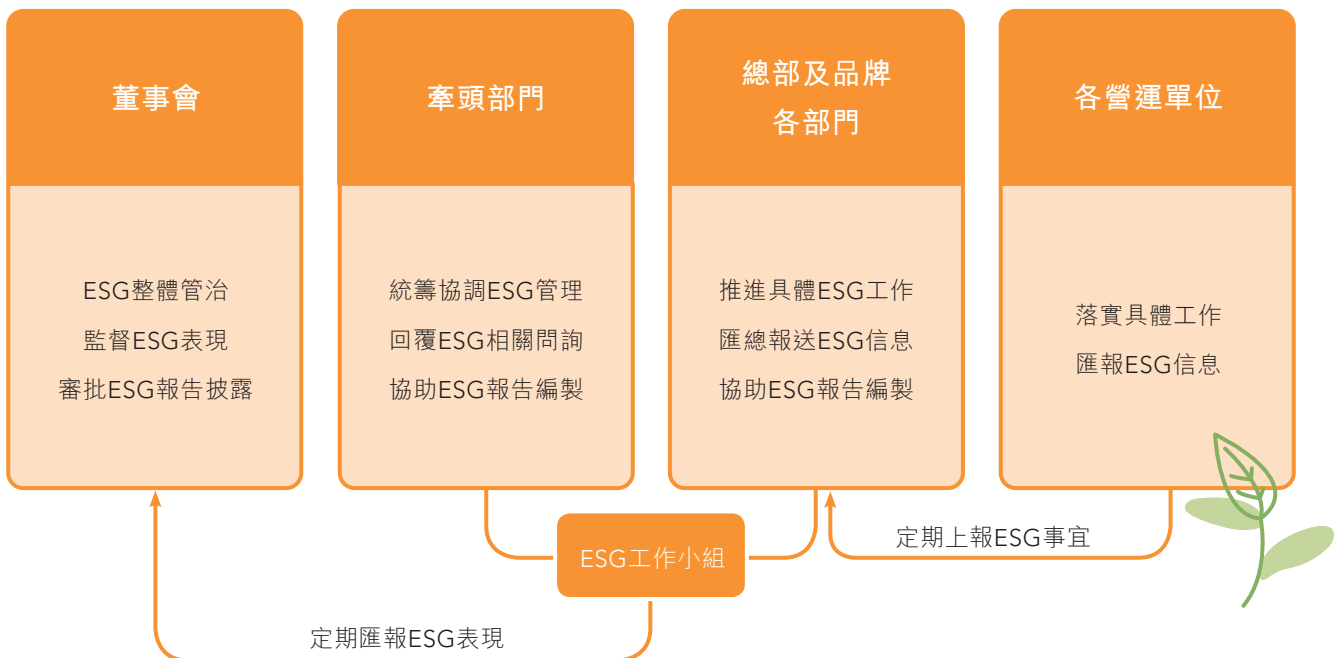 董事會
ESG整體管治
監督ESG表現
審批ESG報告披露
牽頭部門
統籌協調ESG管理
回覆ESG相關問詢
協助ESG報告編製
總部及品牌
各部門
推進具體ESG工作
匯總報送ESG信息
協助ESG報告編製
各營運單位
落實具體工作
匯報ESG信息
ESG工作小組
定期上報ESG事宜
定期匯報ESG表現